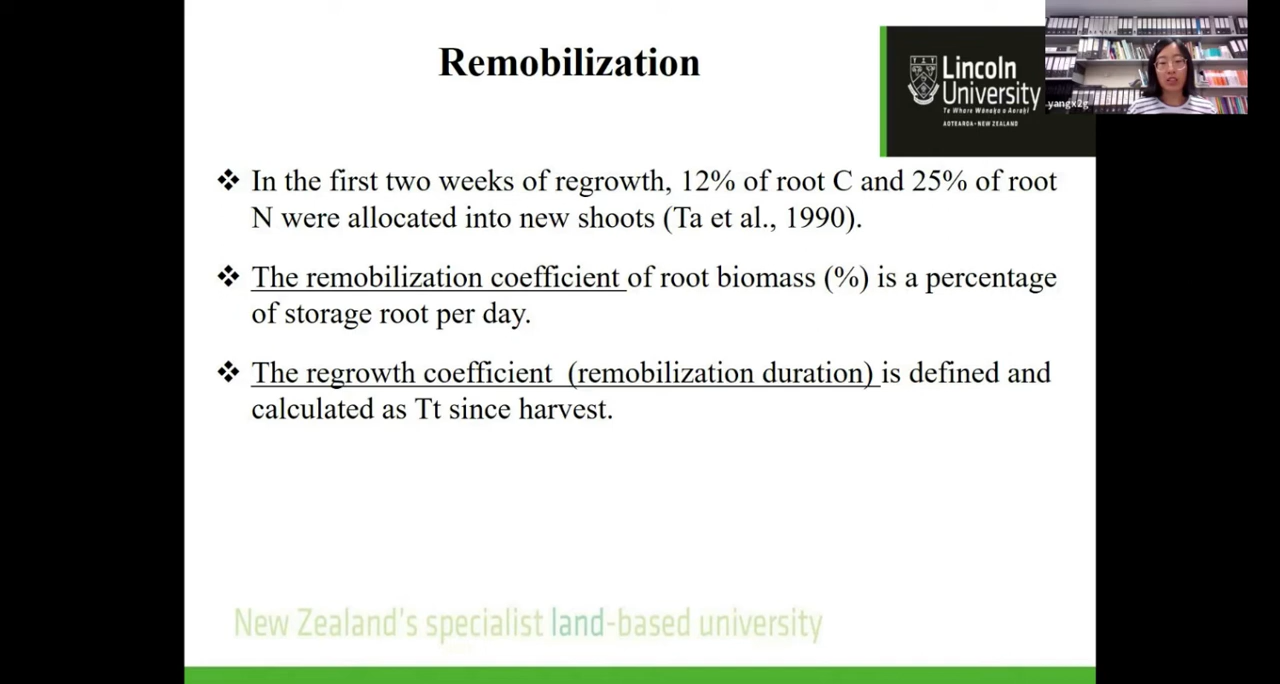 Remobilization
Lincoln
University
Te Whare Wānaka o Aoraki
AOTEAROA • NEW ZEALAND
yangx2g
❖ In the first two weeks of regrowth, 12% of root C and 25% of root
N were allocated into new shoots (Ta et al., 1990).
❖ The remobilization coefficient of root biomass (%) is a percentage
of storage root per day.
❖ The regrowth coefficient (remobilization duration) is defined and
calculated as Tt since harvest.
New Zealand's specialist land-based university